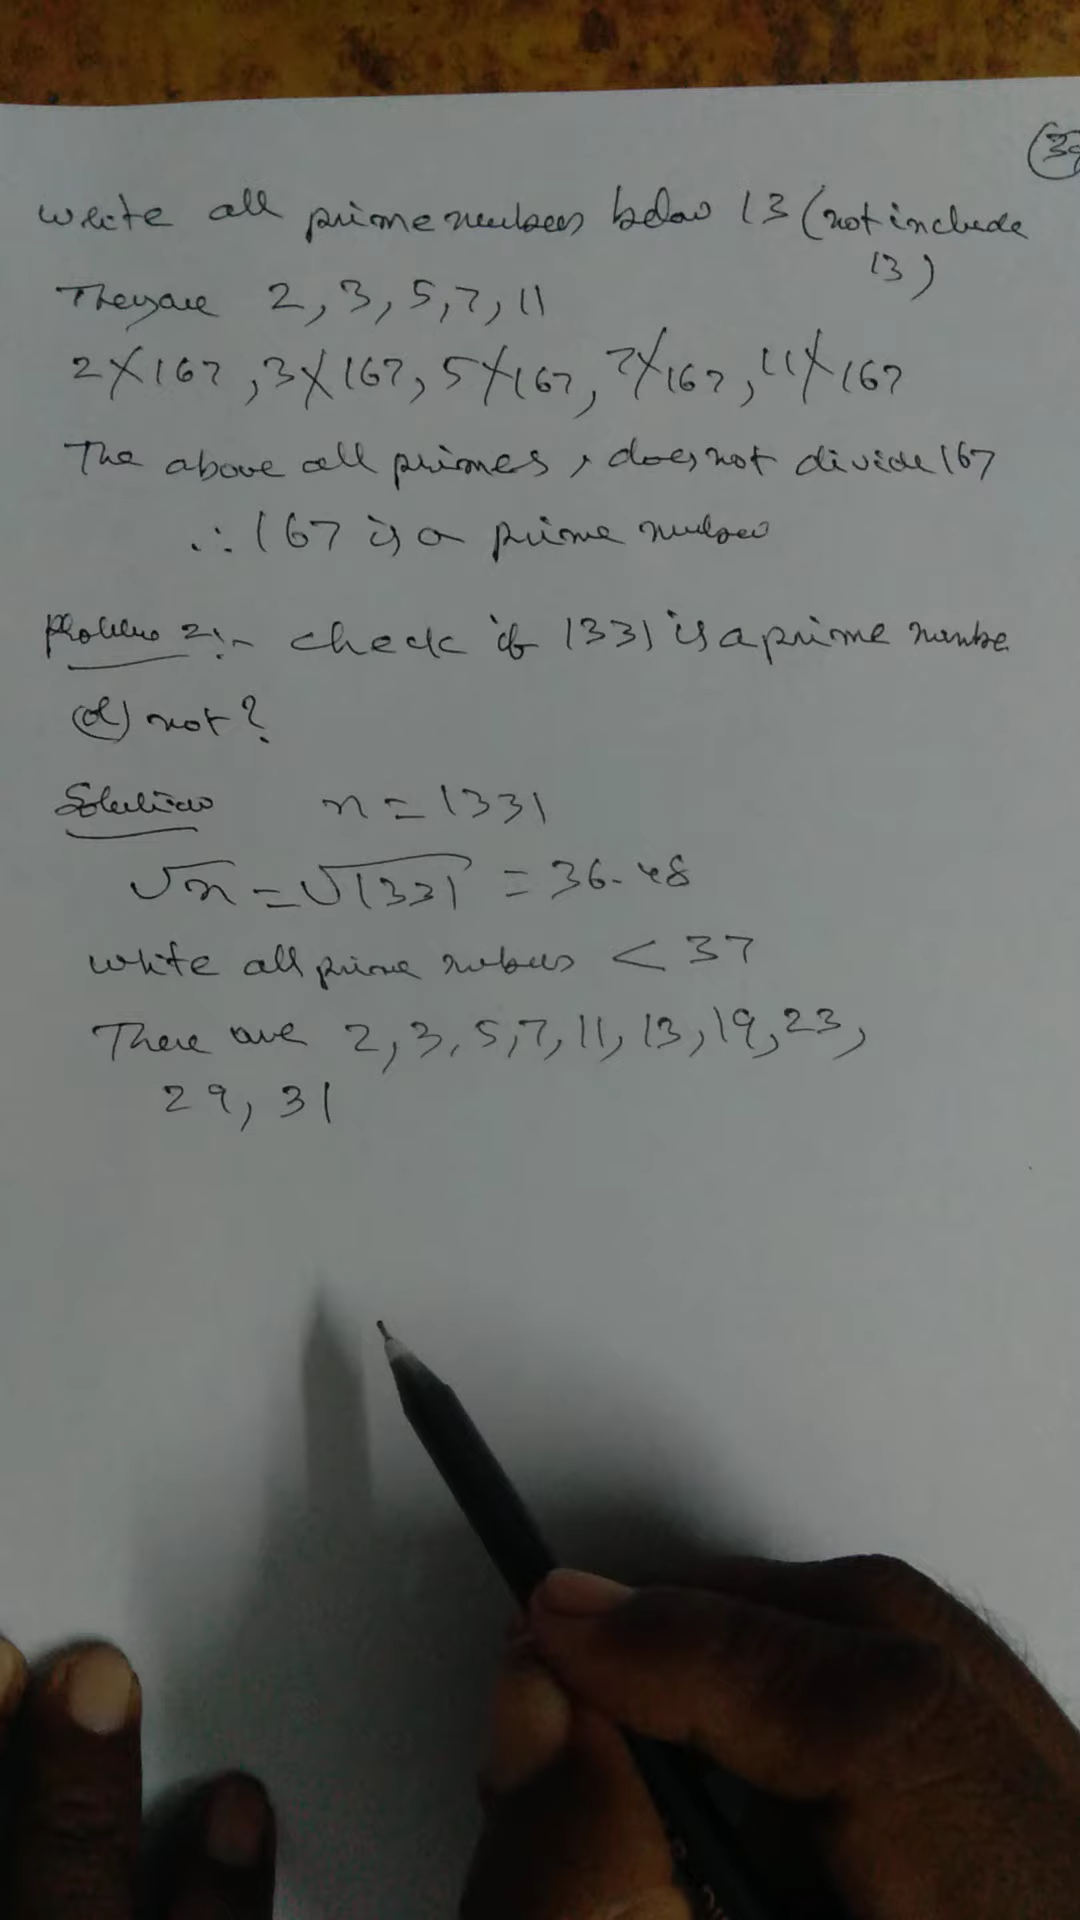 write all prime numbers below 13 (not include
13)
They are 2, 3, 5, 7, 11
2∤167, 3∤167, 5∤167, 7∤167, 11∤167
The above all primes, does not divide 167
∴ 167 is a prime number
Problem 2:- check if 1331 is a prime numbe
(or) not?
Solution n = 1331
√n = √1331 = 36.48
write all prime nubers < 37
There are 2, 3, 5, 7, 11, 13, 19, 23,
29, 31